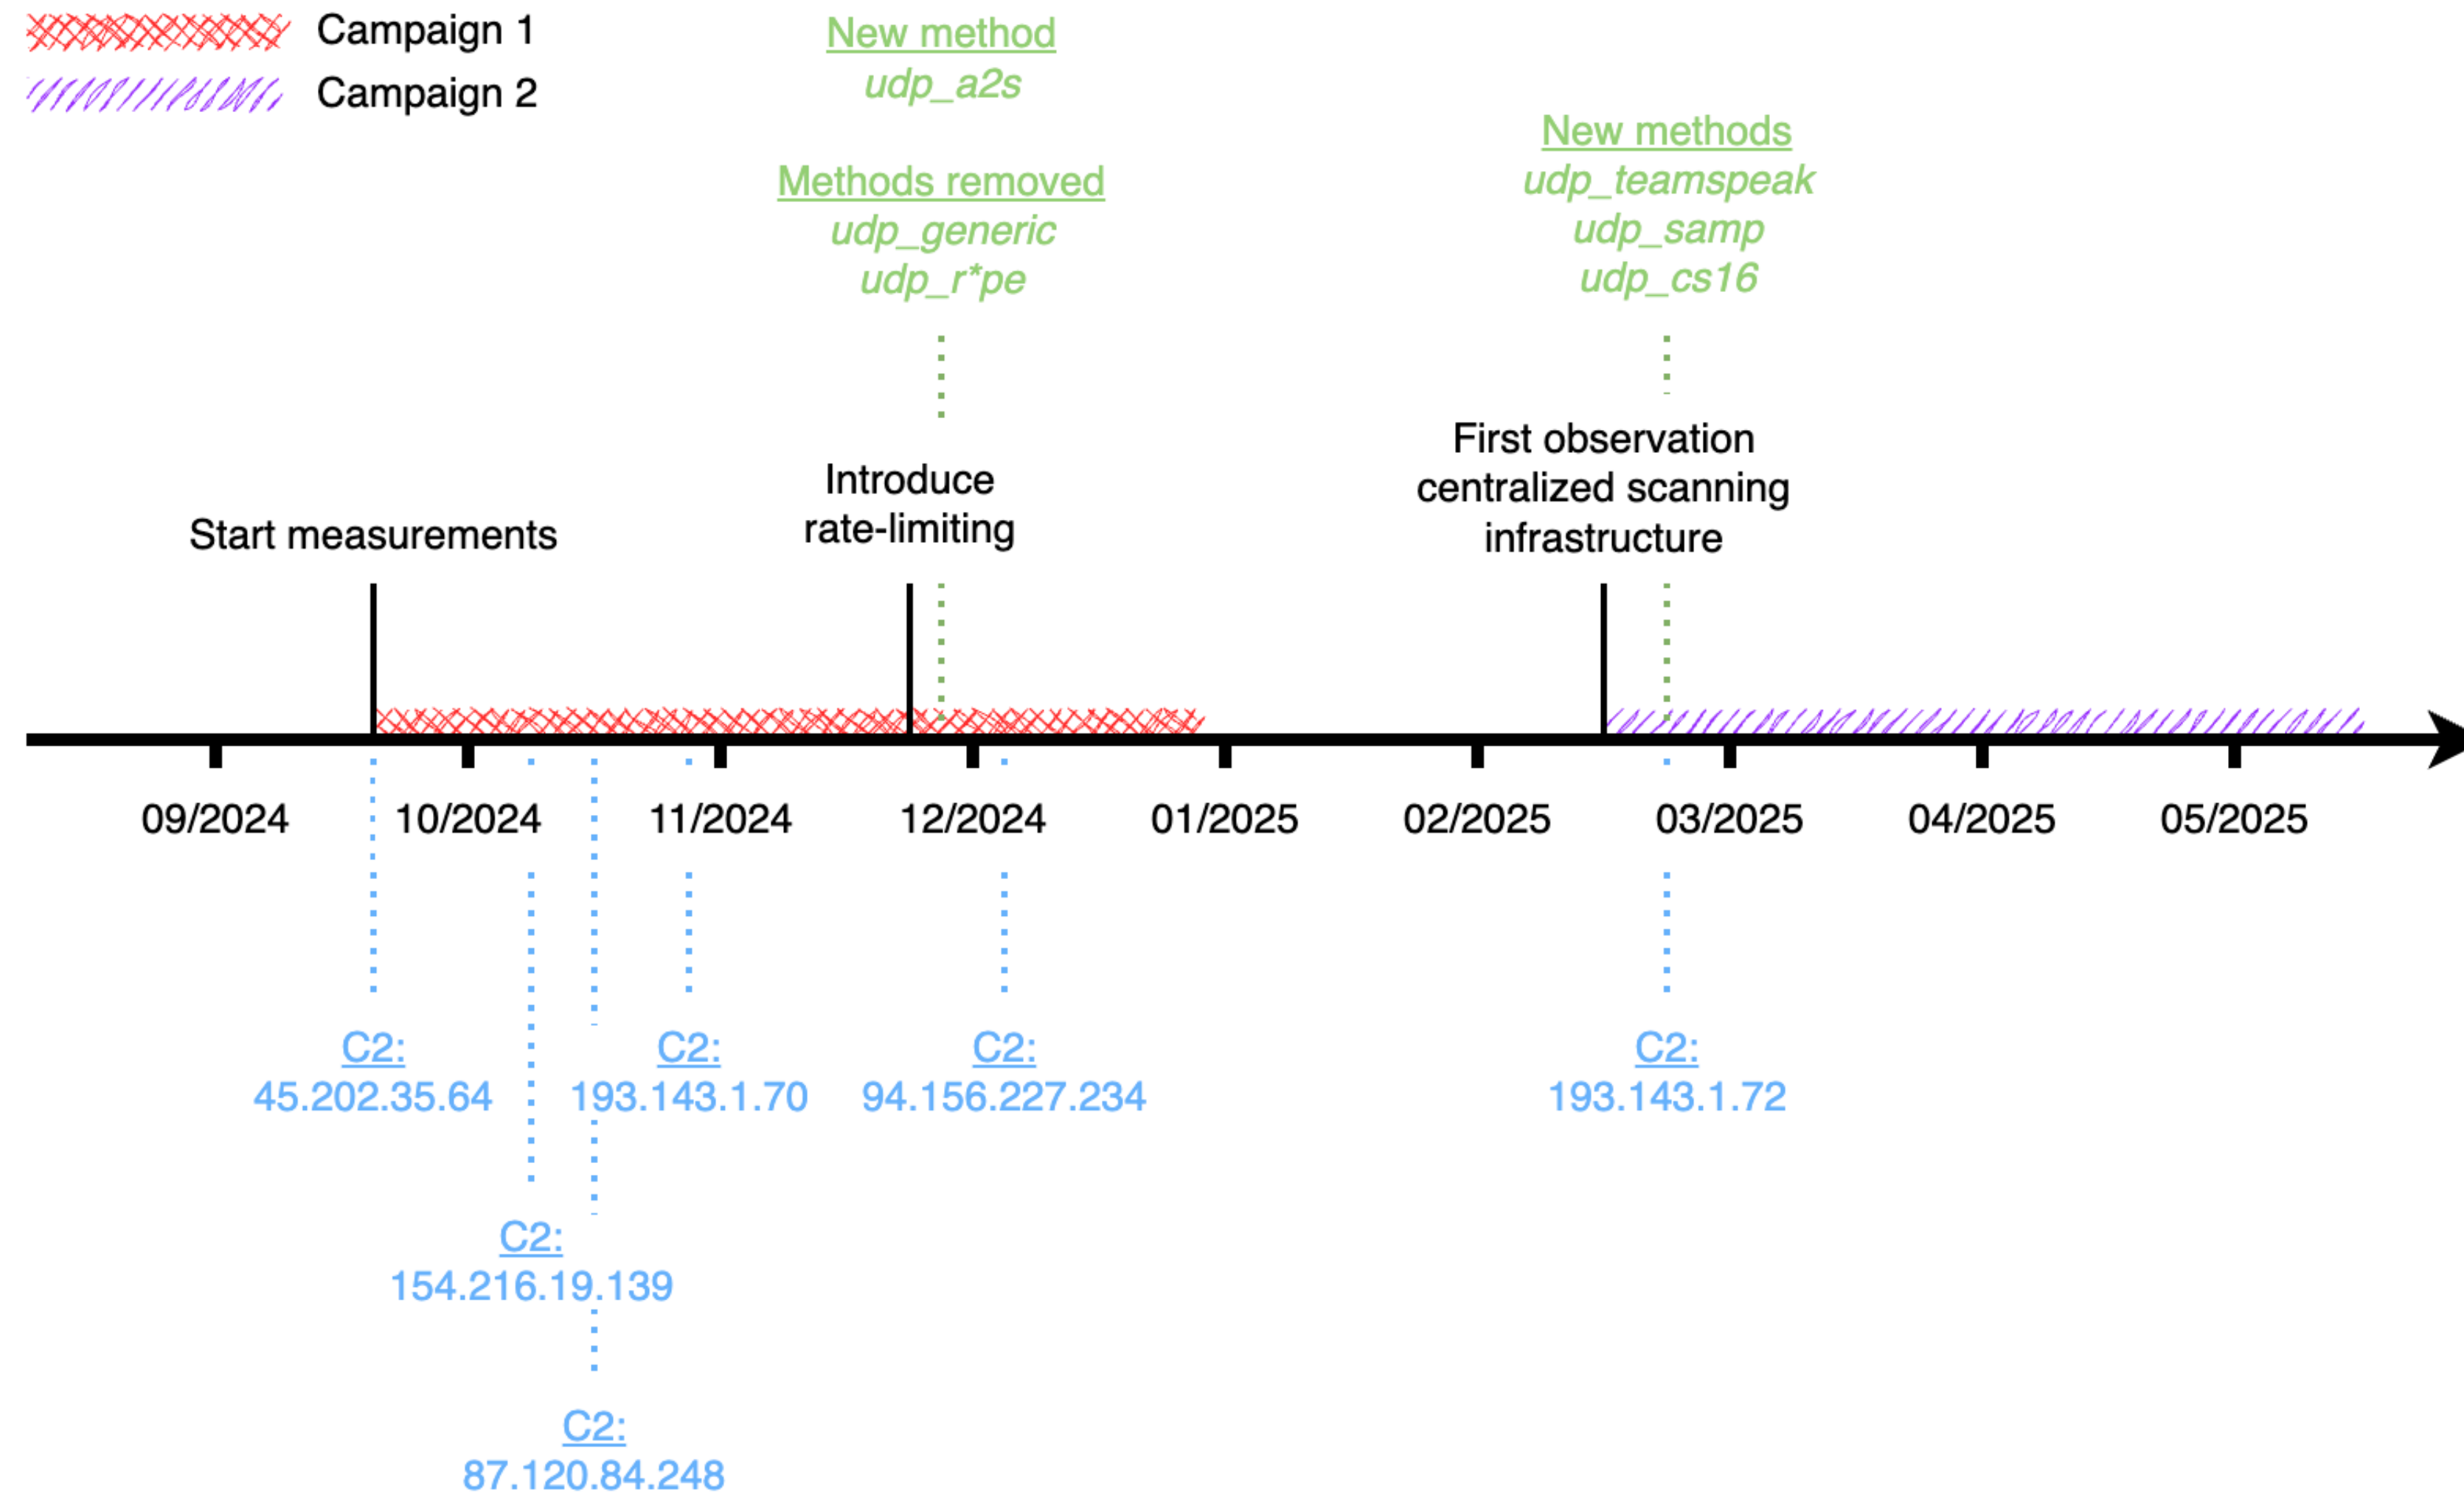 Campaign 1
Campaign 2
New method
udp_a2s
Methods removed
udp_generic
udp_r*pe
New methods
udp_teamspeak
udp_samp
udp_cs16
Start measurements
Introduce
rate-limiting
First observation
centralized scanning
infrastructure
09/2024
10/2024
11/2024
12/2024
01/2025
02/2025
03/2025
04/2025
05/2025
C2:
45.202.35.64
C2:
193.143.1.70
C2:
94.156.227.234
C2:
193.143.1.72
C2:
154.216.19.139
C2:
87.120.84.248